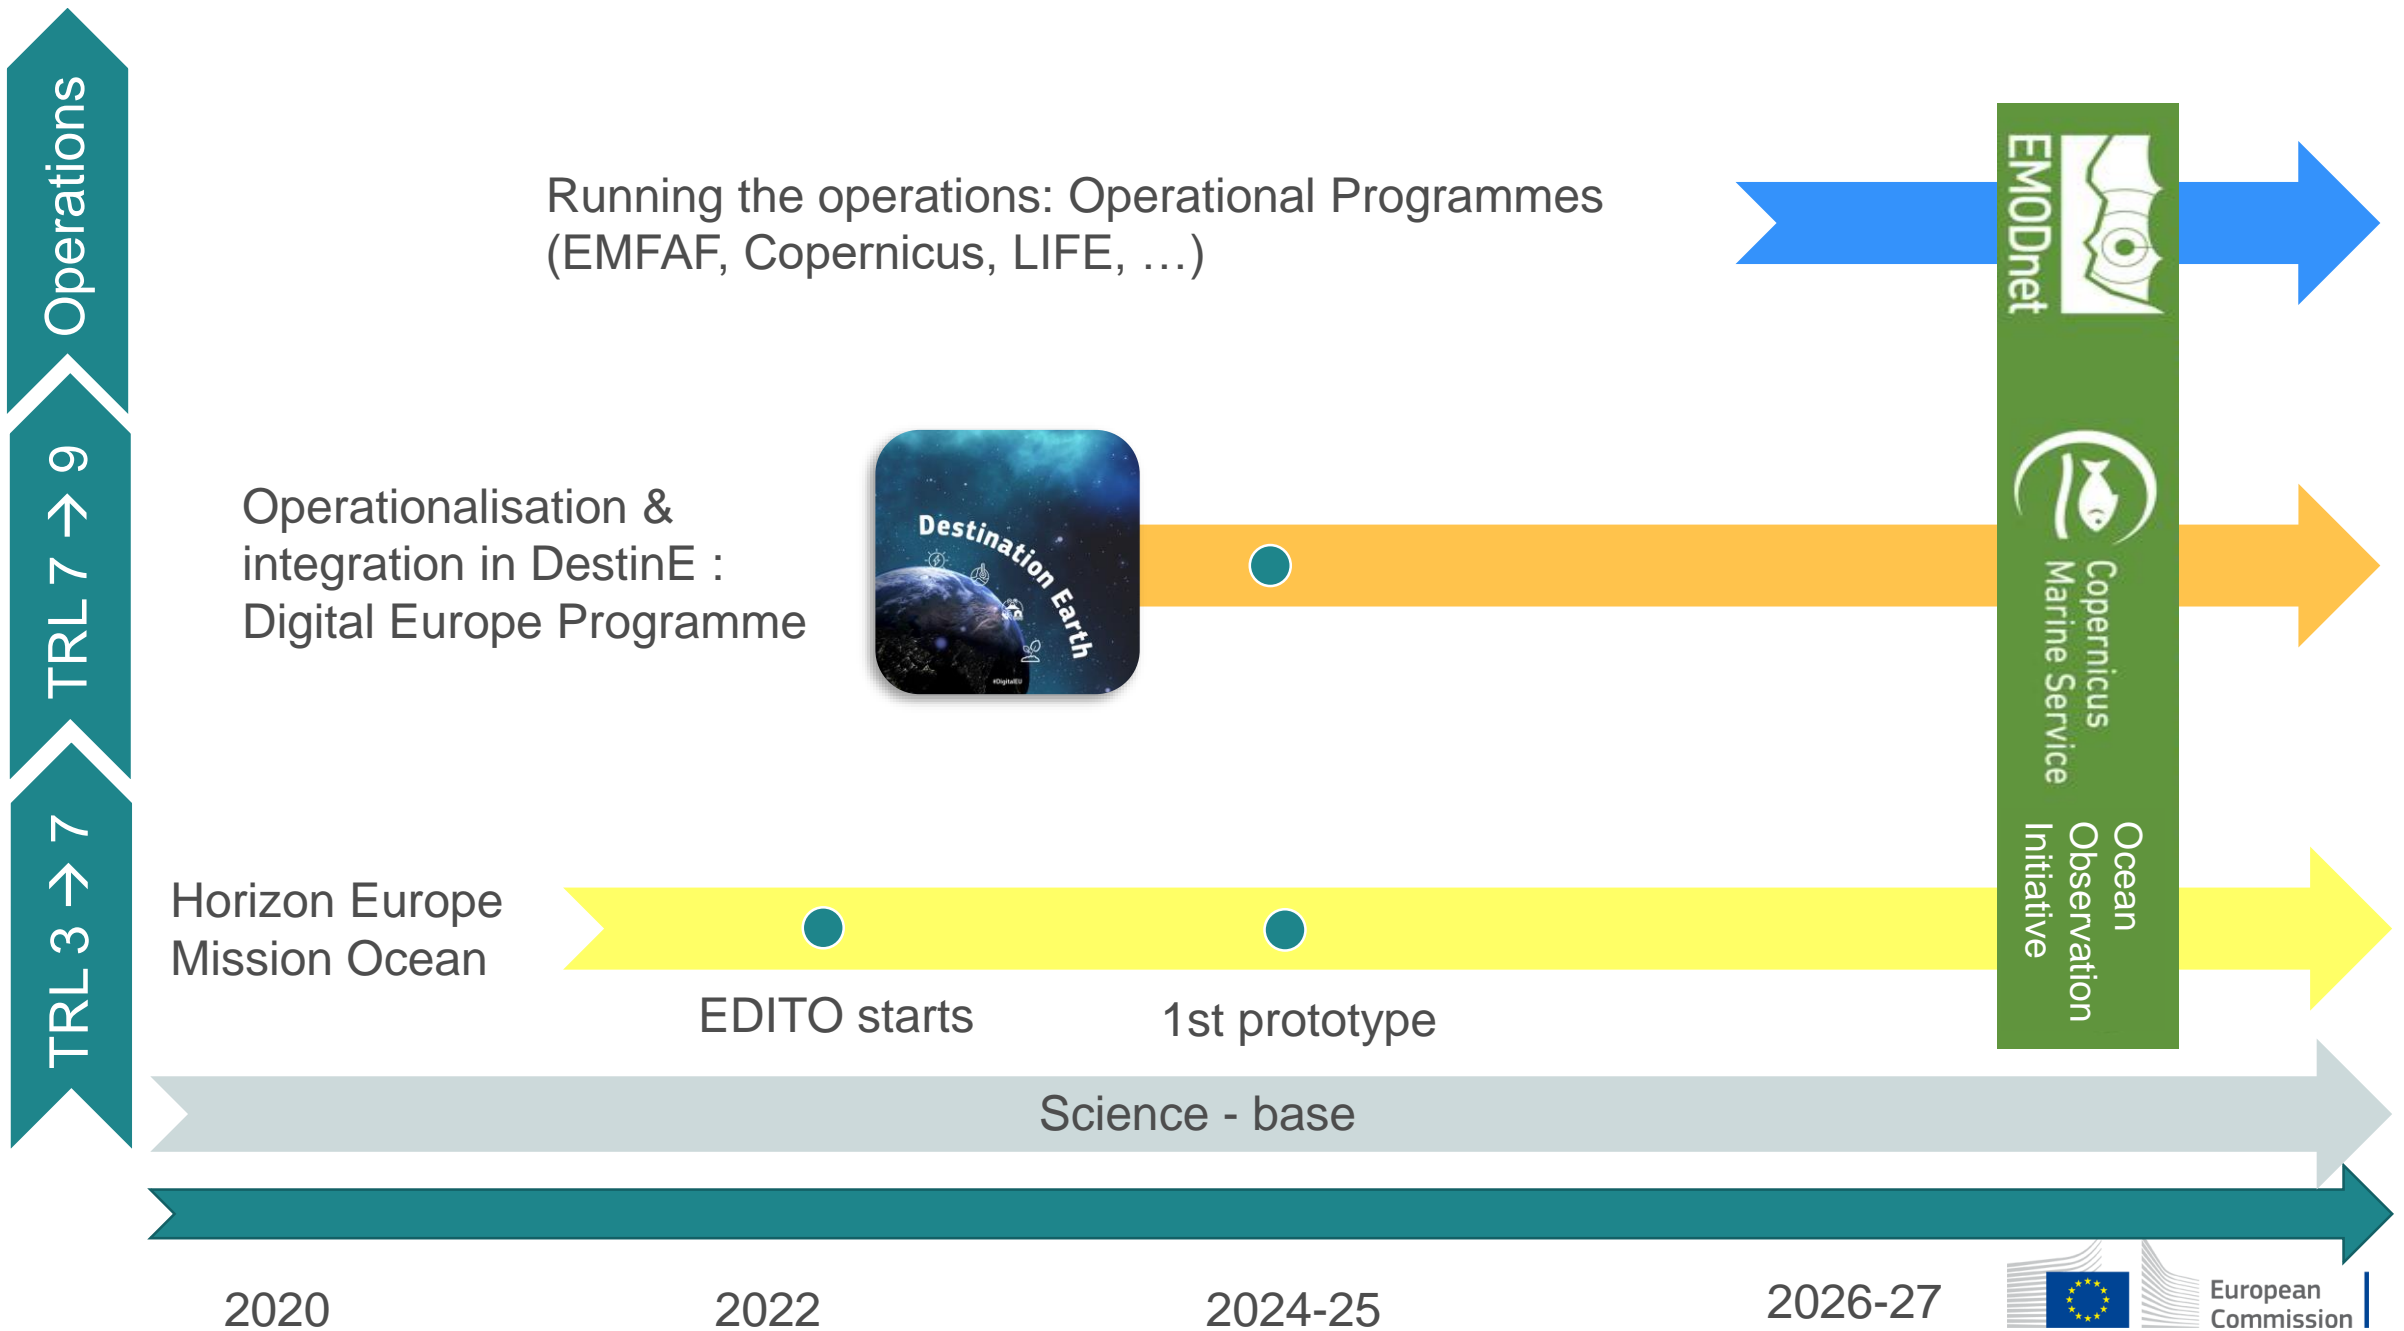 Operations
TRL 7 → 9
TRL 3 → 7
Running the operations: Operational Programmes
(EMFAF, Copernicus, LIFE, …)
Operationalisation &
integration in DestinE :
Digital Europe Programme
Destination Earth
#DigitalEU
Horizon Europe
Mission Ocean
EDITO starts
1st prototype
EMODnet
Copernicus
Marine Service
Ocean
Observation
Initiative
Science - base
2020
2022
2024-25
2026-27
European
Commission